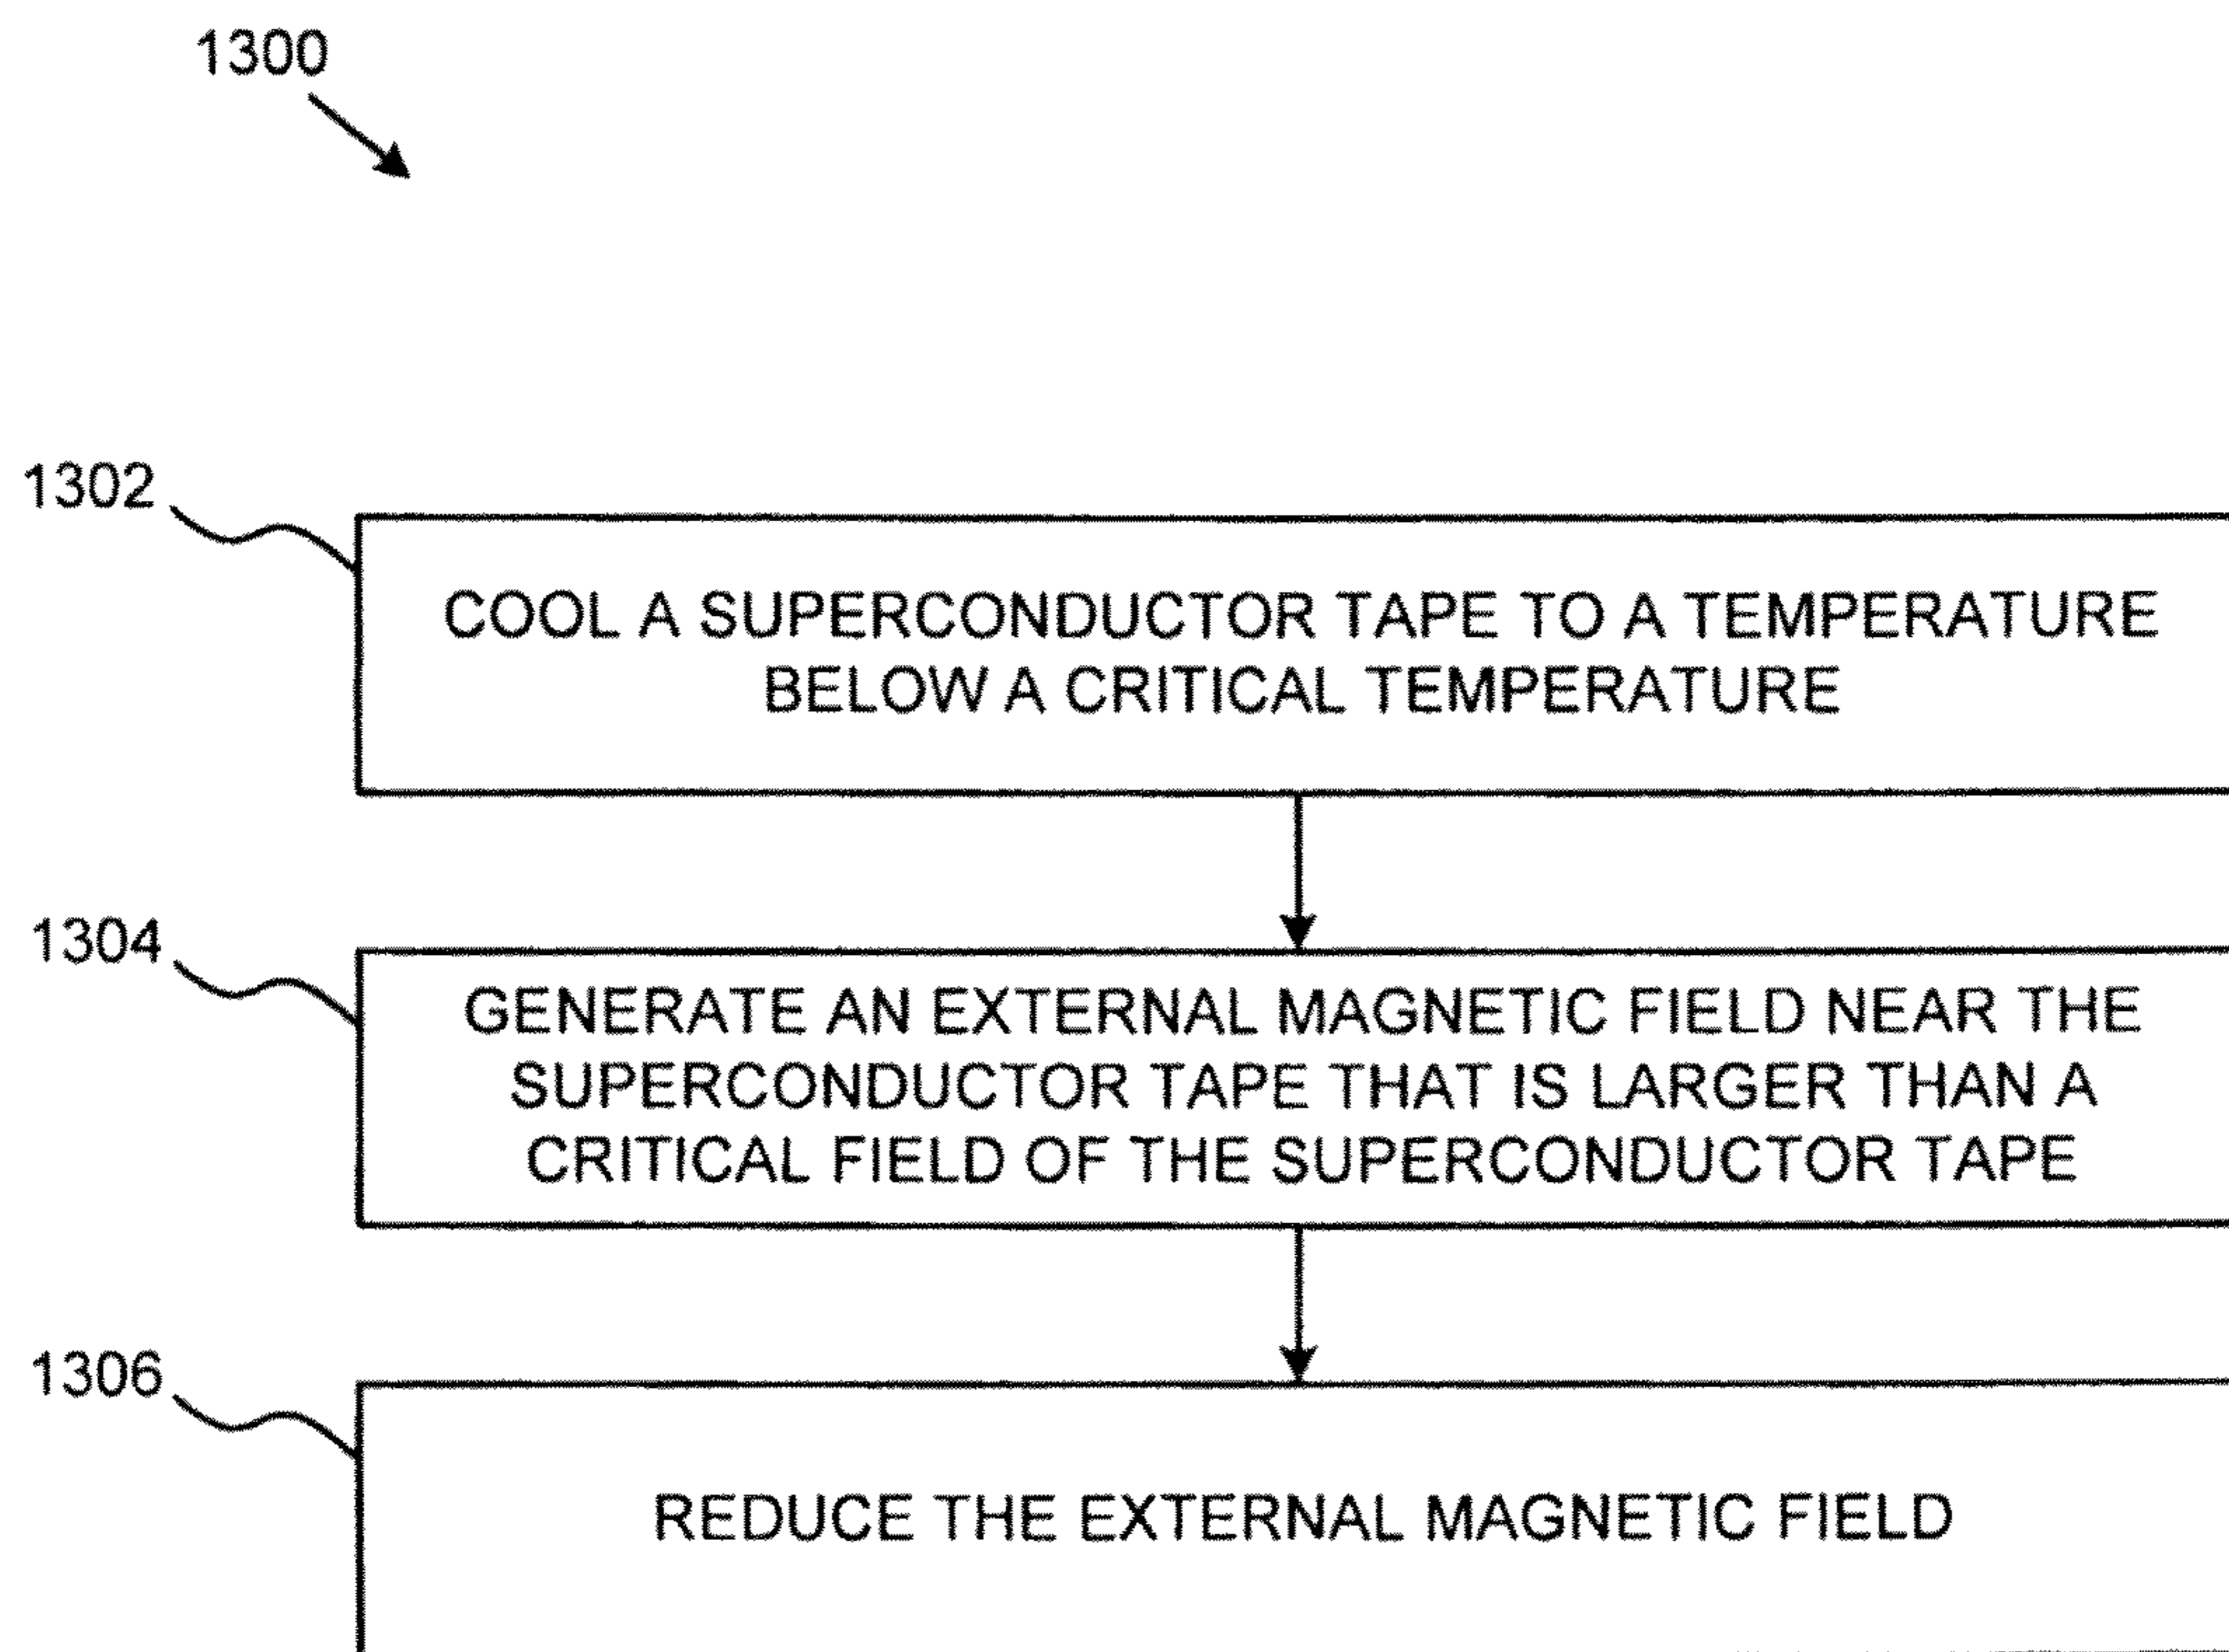 1300
1302
COOL A SUPERCONDUCTOR TAPE TO A TEMPERATURE
BELOW A CRITICAL TEMPERATURE
1304
GENERATE AN EXTERNAL MAGNETIC FIELD NEAR THE
SUPERCONDUCTOR TAPE THAT IS LARGER THAN A
CRITICAL FIELD OF THE SUPERCONDUCTOR TAPE
1306
REDUCE THE EXTERNAL MAGNETIC FIELD